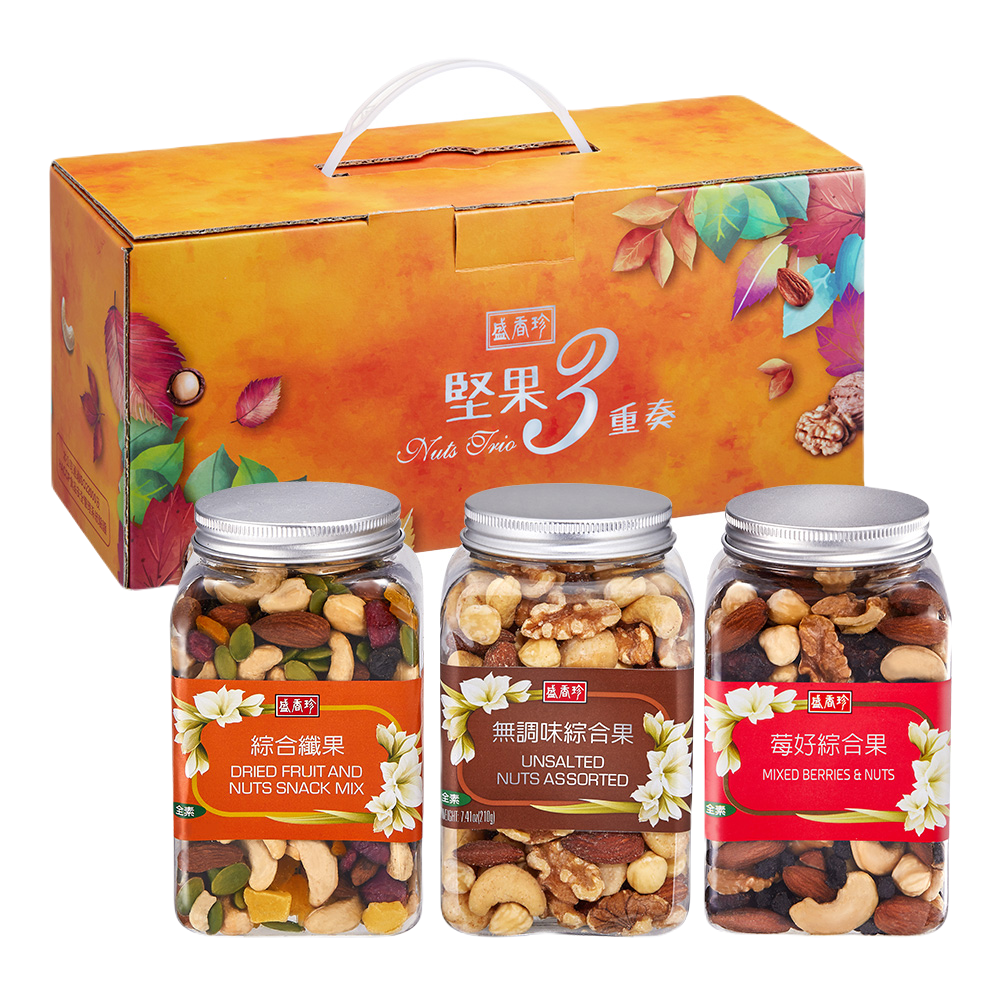 盛香珍
堅果3重奏
Nuts Trio
盛香珍
綜合纖果
DRIED FRUIT AND
NUTS SNACK MIX
全素
盛香珍
無調味綜合果
UNSALTED
NUTS ASSORTED
WEIGHT: 7.41oz(210g)
盛香珍
莓好綜合果
MIXED BERRIES & NUTS
全素